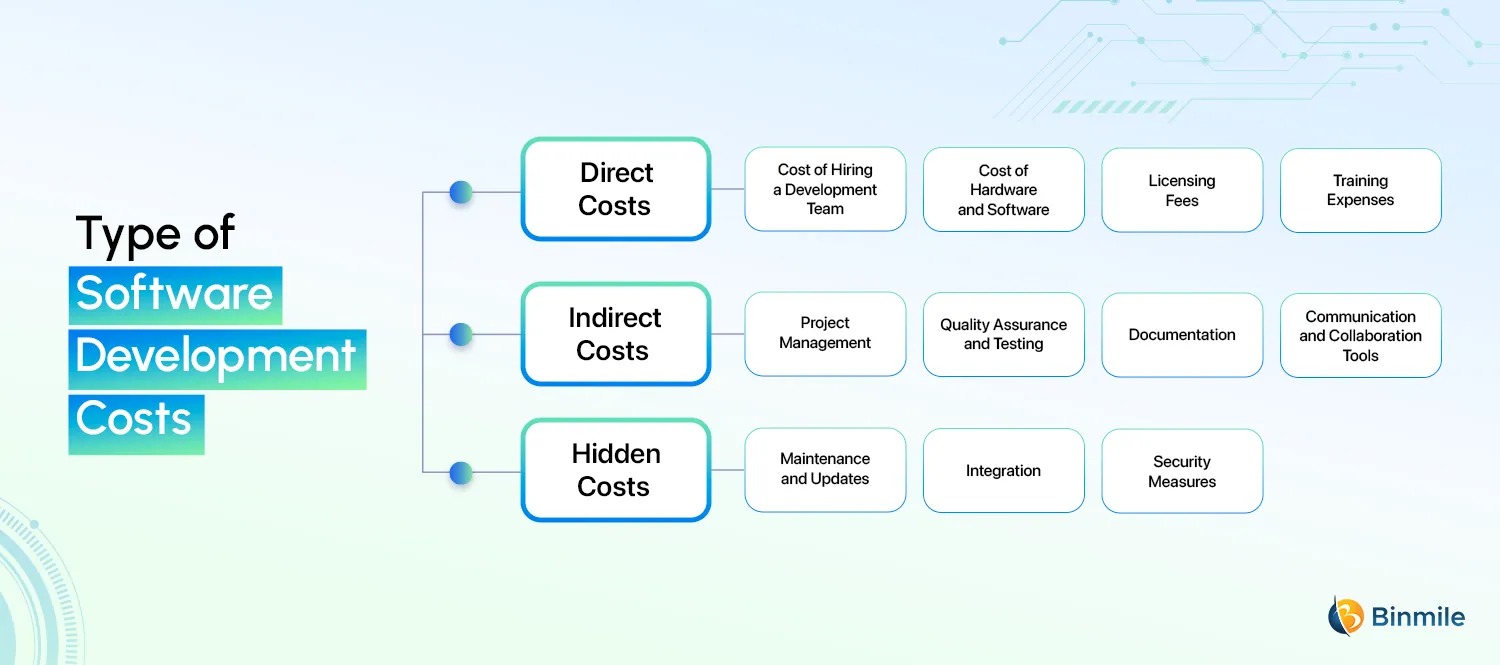 Type of
Software
Development
Costs
Direct
Costs
Cost of Hiring
a Development
Team
Cost of
Hardware
and Software
Licensing
Fees
Training
Expenses
Indirect
Costs
Project
Management
Quality Assurance
and Testing
Documentation
Communication
and Collaboration
Tools
Hidden
Costs
Maintenance
and Updates
Integration
Security
Measures
Binmile